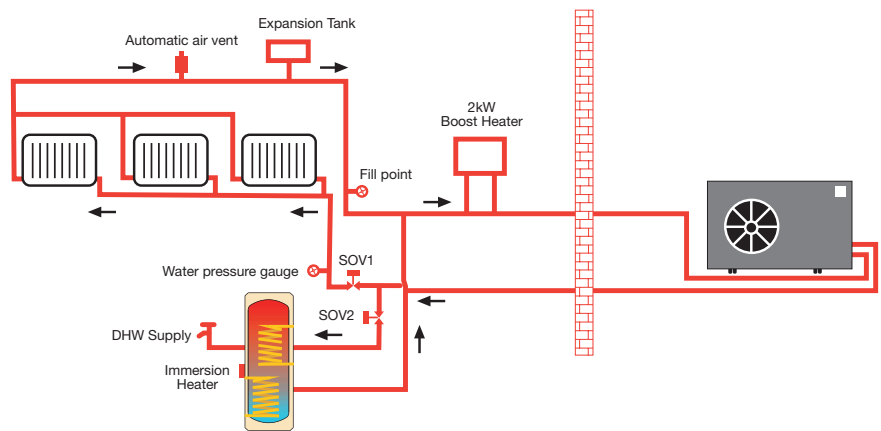 Expansion Tank
Automatic air vent
2kW
Boost Heater
Fill point
SOV1
Water pressure gauge
SOV2
DHW Supply
Immersion
Heater